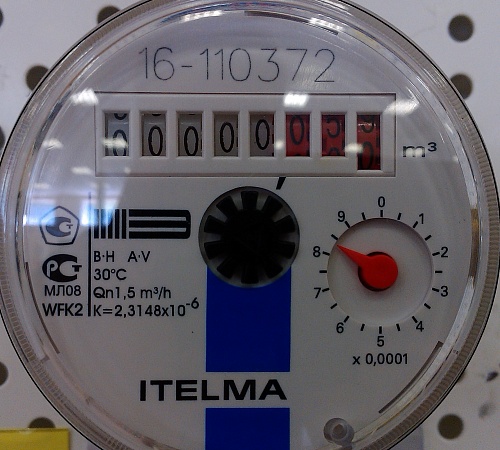 16-110372
00000 m³
B·H A·V
30°C
МЛ08
Qn1,5 m³/h
WFK2
K=2,3148x10⁻⁶
0
1
2
3
4
5
6
7
8
9
x 0,0001
ITELMA